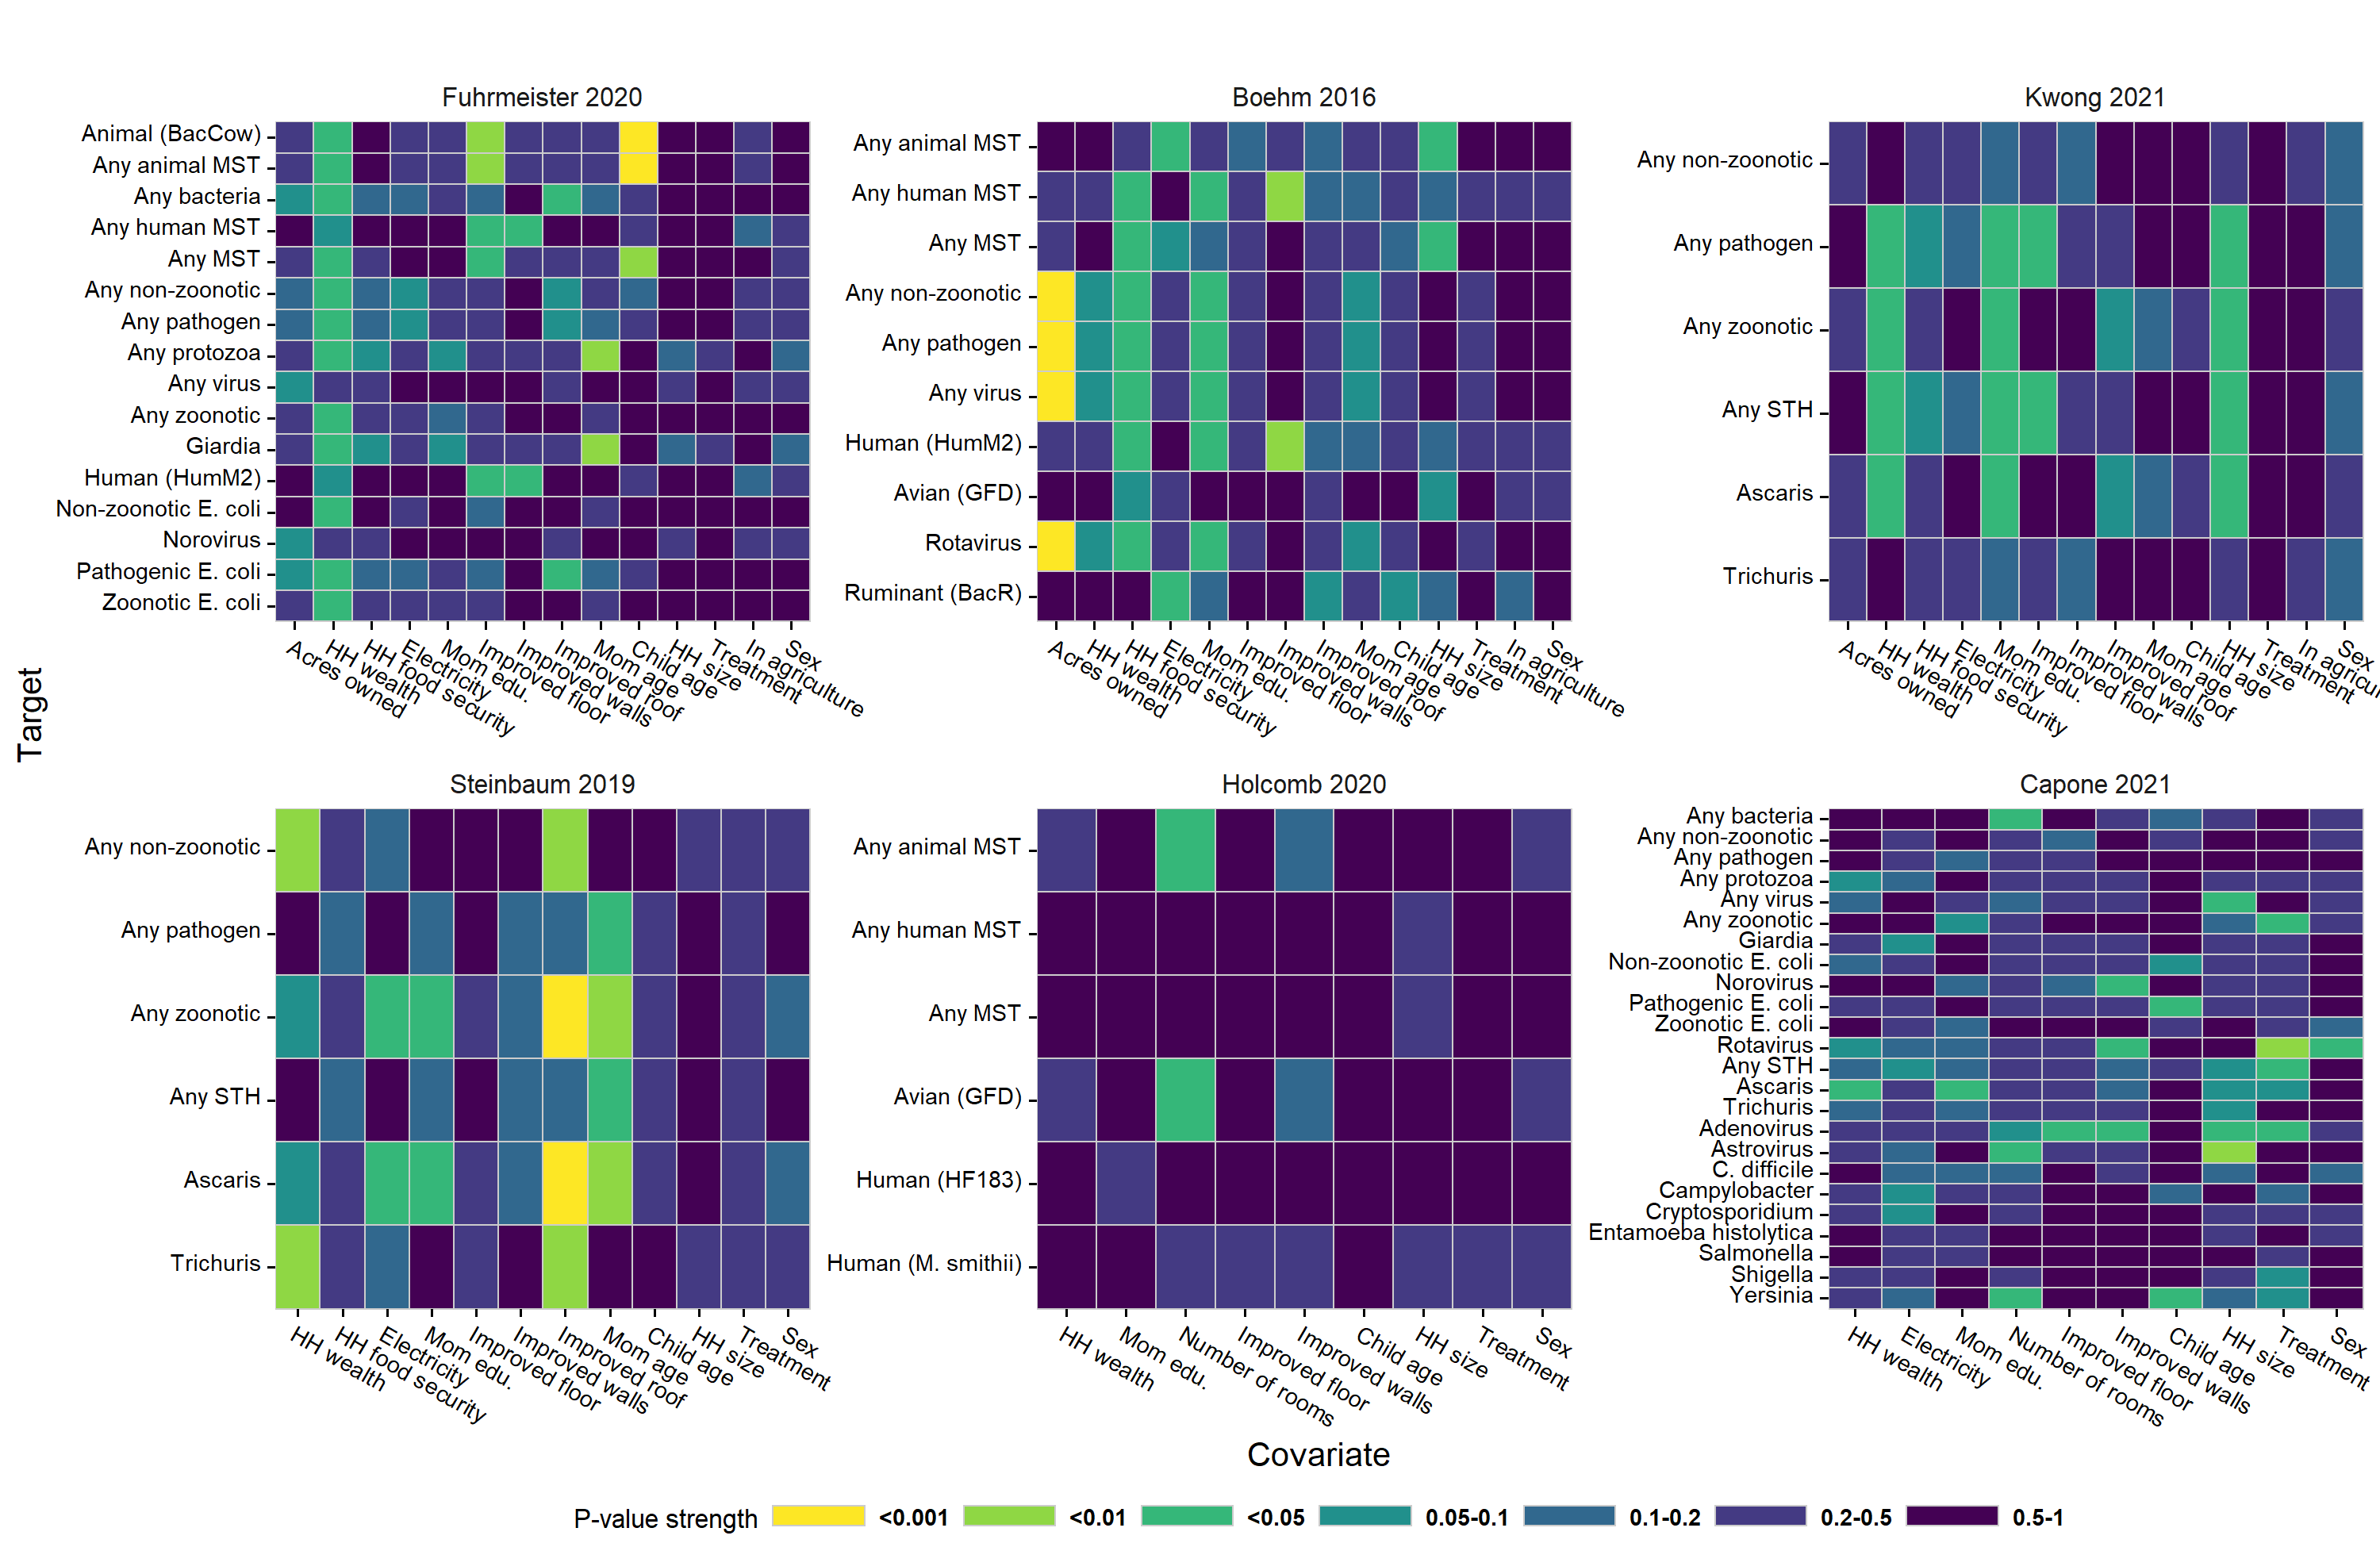 Fuhrmeister 2020
Animal (BacCow)
Any animal MST
Any bacteria
Any human MST
Any MST
Any non-zoonotic
Any pathogen
Any protozoa
Any virus
Any zoonotic
Giardia
Human (HumM2)
Non-zoonotic E. coli
Norovirus
Pathogenic E. coli
Zoonotic E. coli
Acres owned
HH wealth
HH food security
Electricity
Mom edu.
Improved floor
Improved walls
Improved roof
Mom age
Child age
HH size
Treatment
In agriculture
Sex
Boehm 2016
Any animal MST
Any human MST
Any MST
Any non-zoonotic
Any pathogen
Any virus
Human (HumM2)
Avian (GFD)
Rotavirus
Ruminant (BacR)
Acres owned
HH wealth
HH food security
Electricity
Mom edu.
Improved floor
Improved walls
Improved roof
Mom age
Child age
HH size
Treatment
In agriculture
Sex
Kwong 2021
Any non-zoonotic
Any pathogen
Any zoonotic
Any STH
Ascaris
Trichuris
Acres owned
HH wealth
HH food security
Electricity
Mom edu.
Improved floor
Improved walls
Improved roof
Mom age
Child age
HH size
Treatment
In agricul
Sex
Target
Steinbaum 2019
Any non-zoonotic
Any pathogen
Any zoonotic
Any STH
Ascaris
Trichuris
HH wealth
HH food security
Electricity
Mom edu.
Improved floor
Improved walls
Improved roof
Mom age
Child age
HH size
Treatment
Sex
Holcomb 2020
Any animal MST
Any human MST
Any MST
Avian (GFD)
Human (HF183)
Human (M. smithii)
HH wealth
Mom edu.
Number of rooms
Improved floor
Improved walls
Child age
HH size
Treatment
Sex
Capone 2021
Any bacteria
Any non-zoonotic
Any pathogen
Any protozoa
Any virus
Any zoonotic
Giardia
Non-zoonotic E. coli
Norovirus
Pathogenic E. coli
Zoonotic E. coli
Rotavirus
Any STH
Ascaris
Trichuris
Adenovirus
Astrovirus
C. difficile
Campylobacter
Cryptosporidium
Entamoeba histolytica
Salmonella
Shigella
Yersinia
HH wealth
Electricity
Mom edu.
Number of rooms
Improved floor
Improved walls
Child age
HH size
Treatment
Sex
Covariate
P-value strength <0.001 <0.01 <0.05 0.05-0.1 0.1-0.2 0.2-0.5 0.5-1